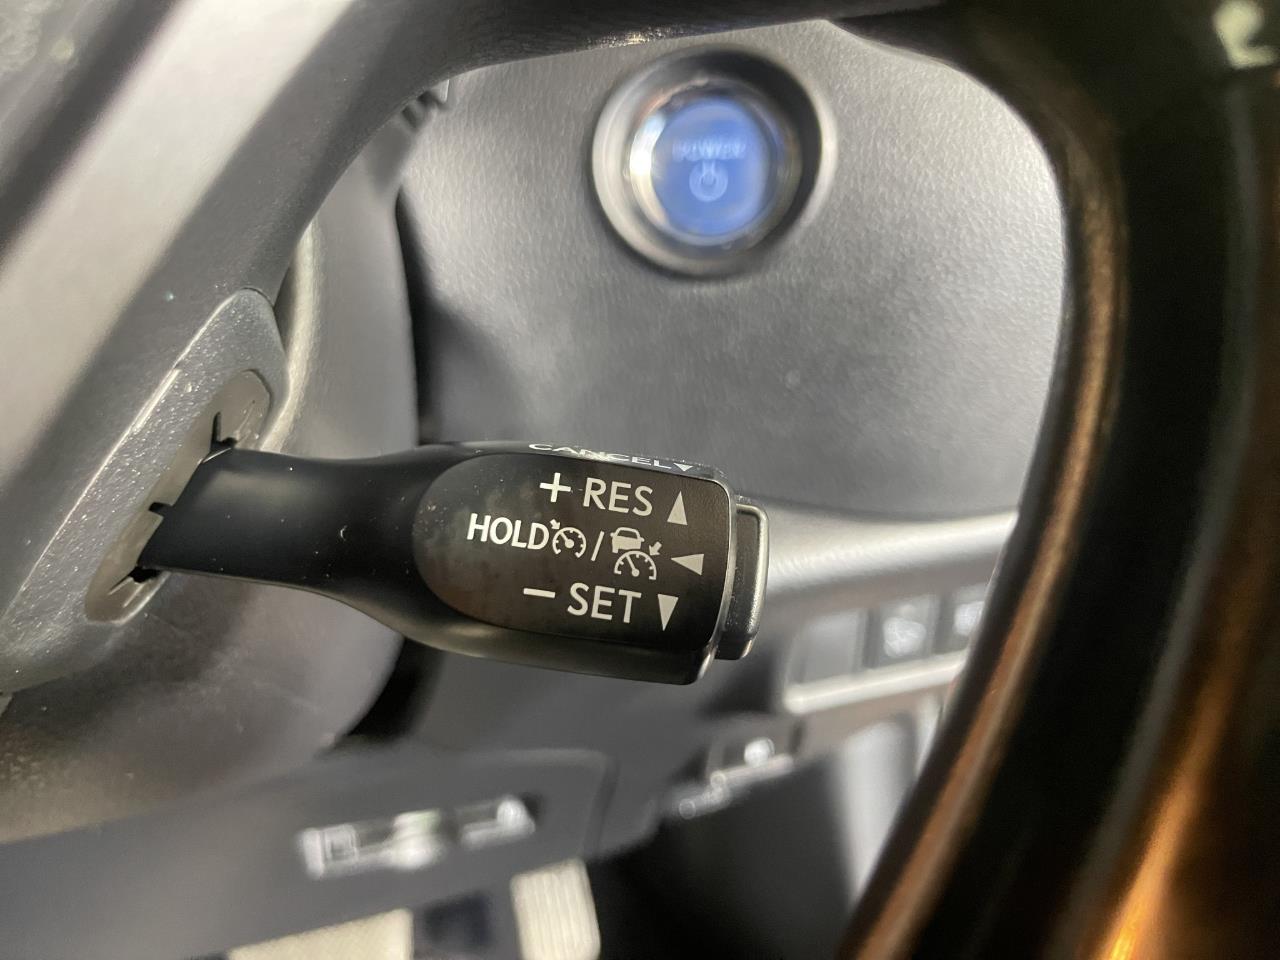 POWER
CANCEL▼
+ RES ▲
HOLD / ◀
− SET ▼